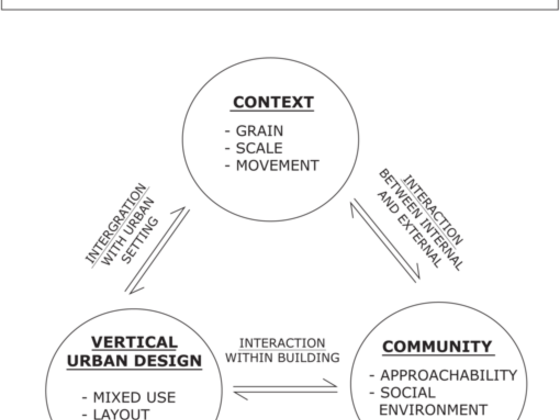 CONTEXT
- GRAIN
- SCALE
- MOVEMENT
INTERGRATION
WITH URBAN
SETTING
INTERACTION
BETWEEN INTERNAL
AND EXTERNAL
VERTICAL
URBAN DESIGN
- MIXED USE
- LAYOUT
INTERACTION
WITHIN BUILDING
COMMUNITY
- APPROACHABILITY
- SOCIAL
ENVIRONMENT